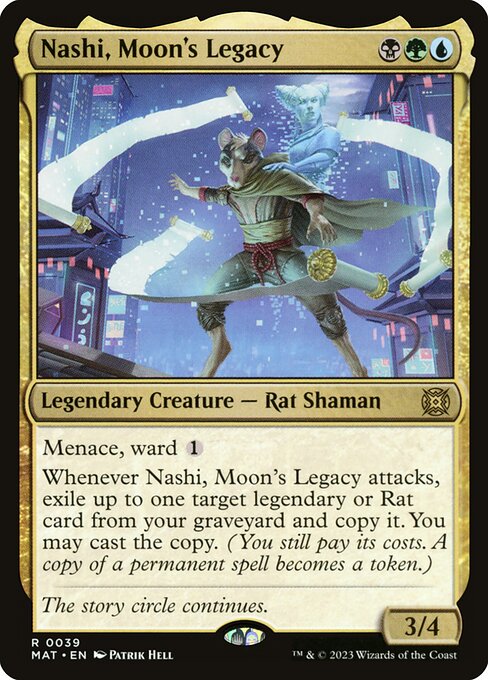 Nashi, Moon's Legacy
Legendary Creature — Rat Shaman
Menace, ward 1
Whenever Nashi, Moon's Legacy attacks,
exile up to one target legendary or Rat
card from your graveyard and copy it. You
may cast the copy. (You still pay its costs. A
copy of a permanent spell becomes a token.)
The story circle continues.
3/4
R 0039
MAT • EN Patrik Hell
™ & © 2023 Wizards of the Coast